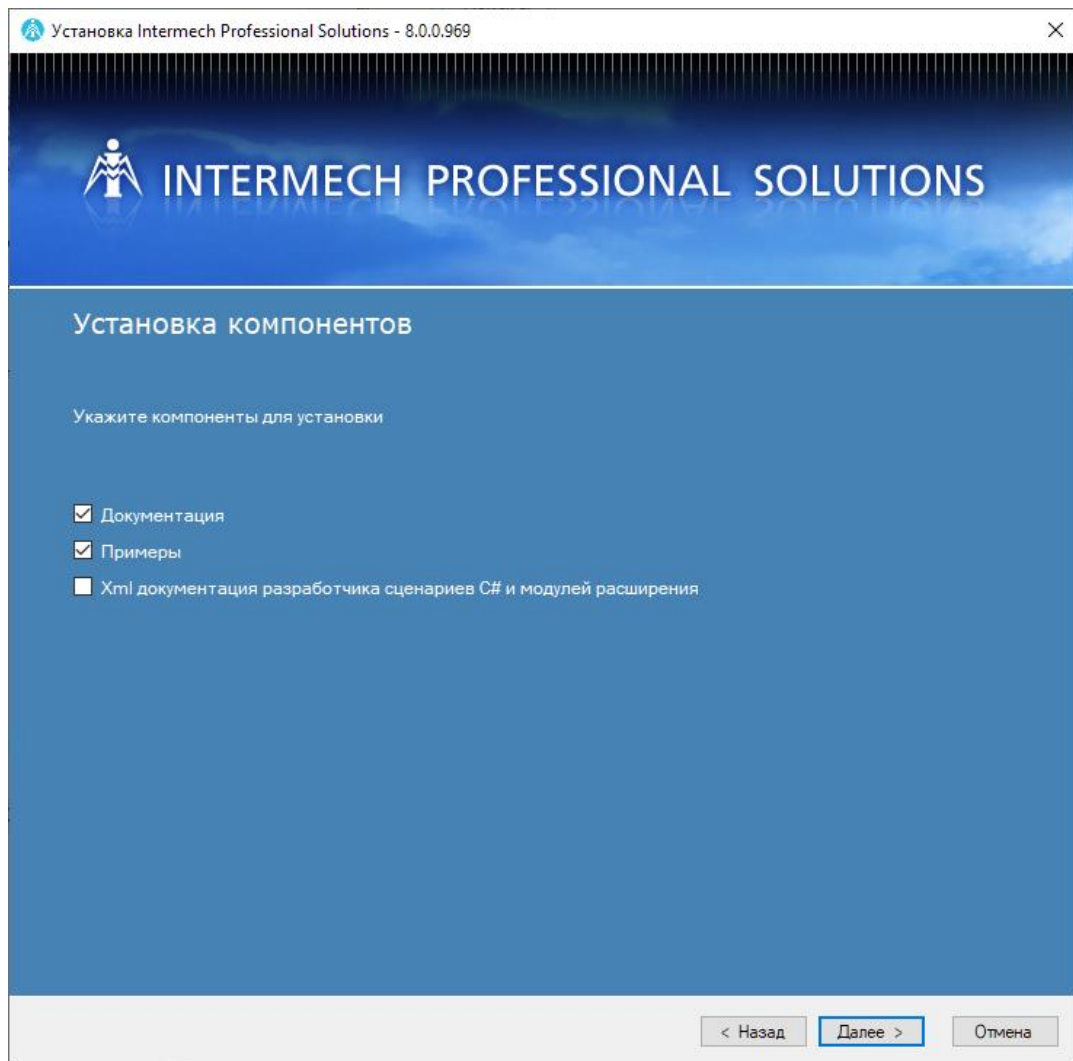 Установка Intermech Professional Solutions - 8.0.0.969
INTERMECH PROFESSIONAL SOLUTIONS
Установка компонентов
Укажите компоненты для установки
Документация
Примеры
Xml документация разработчика сценариев C# и модулей расширения
< Назад
Далее >
Отмена